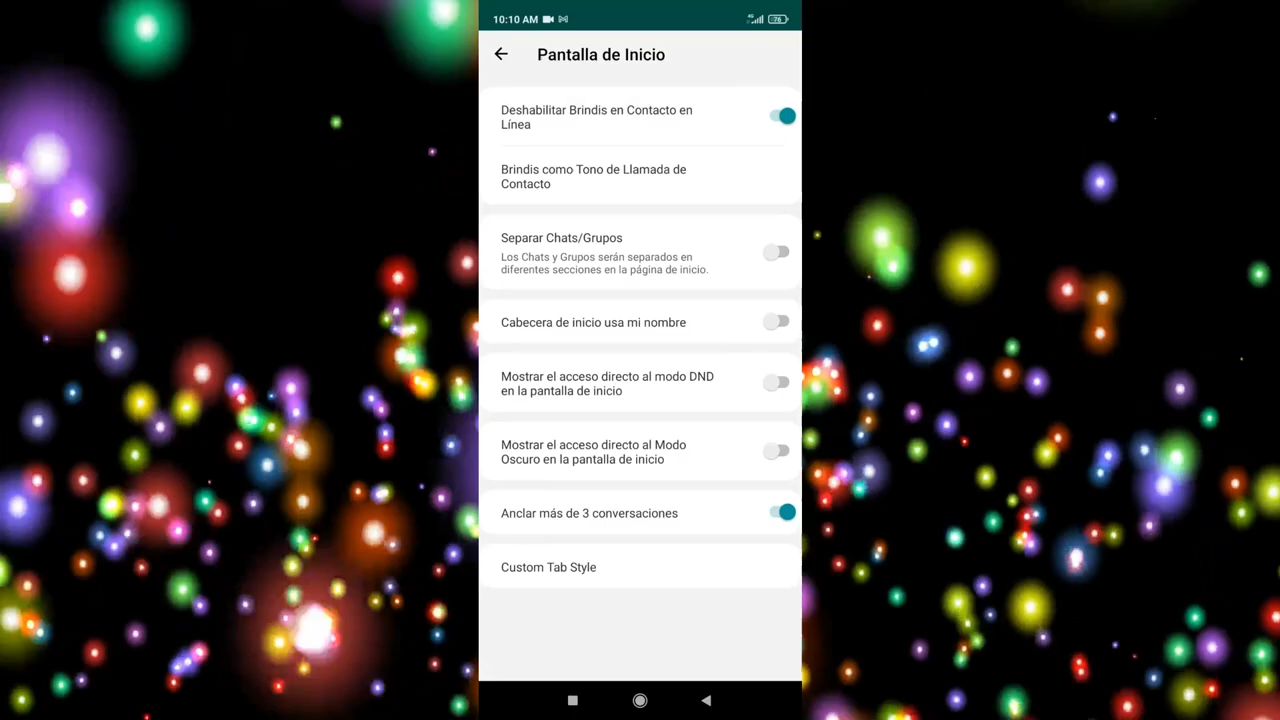 10:10 AM
4G
76
Pantalla de Inicio
Deshabilitar Brindis en Contacto en
Línea
Brindis como Tono de Llamada de
Contacto
Separar Chats/Grupos
Los Chats y Grupos serán separados en
diferentes secciones en la página de inicio.
Cabecera de inicio usa mi nombre
Mostrar el acceso directo al modo DND
en la pantalla de inicio
Mostrar el acceso directo al Modo
Oscuro en la pantalla de inicio
Anclar más de 3 conversaciones
Custom Tab Style